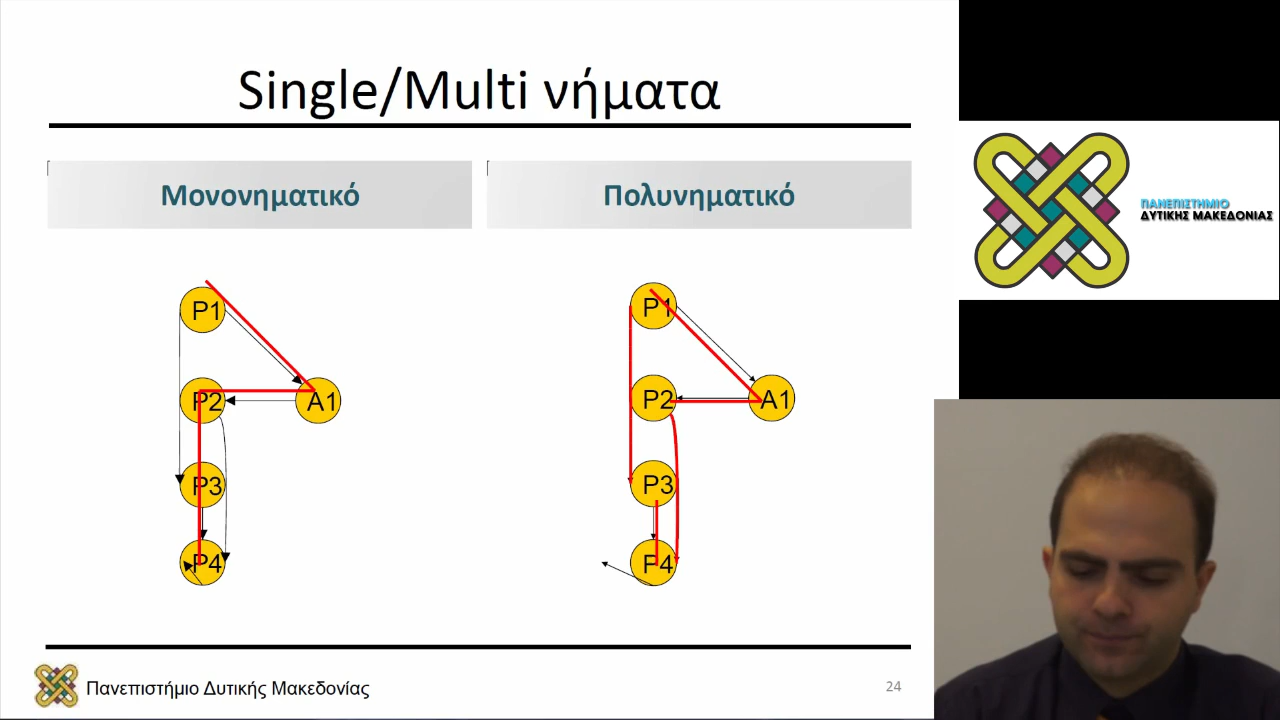 Single/Multi νήματα
Μονονηματικό
Πολυνηματικό
P1
P2
A1
P3
P4
P1
P2
A1
P3
P4
Πανεπιστήμιο Δυτικής Μακεδονίας
24
ΠΑΝΕΠΙΣΤΗΜΙΟ
ΔΥΤΙΚΗΣ ΜΑΚΕΔΟΝΙΑΣ